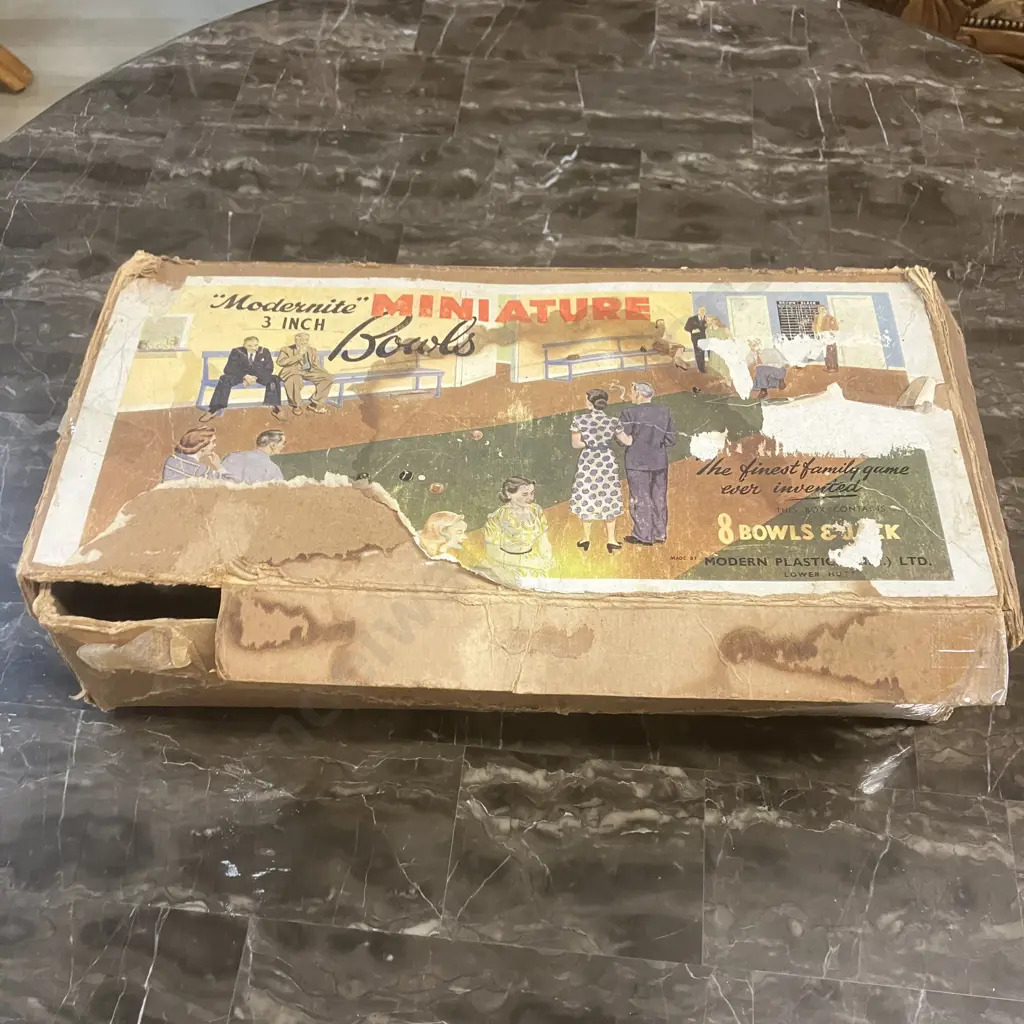 "Modernite" MINIATURE
3 INCH Bowls
The finest family game
ever invented
THIS BOX CONTAINS
8 BOWLS &
MADE BY MODERN PLASTIC LTD.
LOWER